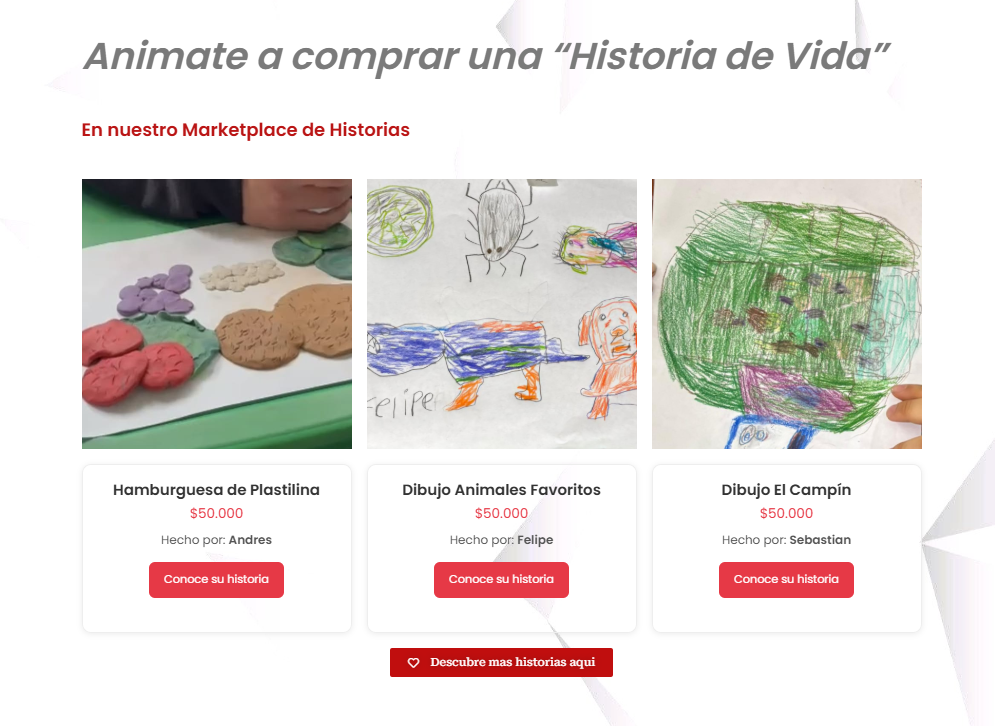 Animate a comprar una “Historia de Vida”
En nuestro Marketplace de Historias
Felipe
Hamburguesa de Plastilina
$50.000
Hecho por: Andres
Conoce su historia
Dibujo Animales Favoritos
$50.000
Hecho por: Felipe
Conoce su historia
Dibujo El Campín
$50.000
Hecho por: Sebastian
Conoce su historia
Descubre mas historias aqui